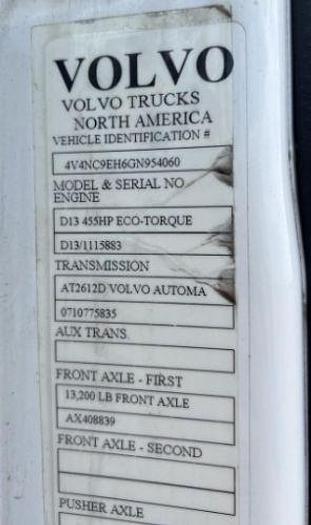 VOLVO
VOLVO TRUCKS
NORTH AMERICA
VEHICLE IDENTIFICATION #
4V4NC9EH6GN954060
MODEL & SERIAL NO
ENGINE
D13 455HP ECO-TORQUE
D13/1115883
TRANSMISSION
AT2612D VOLVO AUTOMA
0710775835
AUX TRANS.
FRONT AXLE - FIRST
13,200 LB FRONT AXLE
AX408839
FRONT AXLE - SECOND
PUSHER AXLE